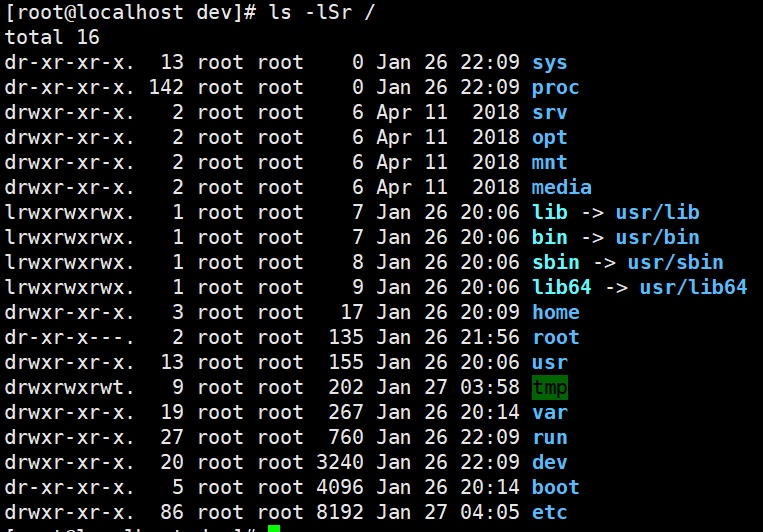 [root@localhost dev]# ls -lSr /
total 16
dr-xr-xr-x.  13 root root    0 Jan 26 22:09 sys
dr-xr-xr-x. 142 root root    0 Jan 26 22:09 proc
drwxr-xr-x.   2 root root    6 Apr 11  2018 srv
drwxr-xr-x.   2 root root    6 Apr 11  2018 opt
drwxr-xr-x.   2 root root    6 Apr 11  2018 mnt
drwxr-xr-x.   2 root root    6 Apr 11  2018 media
lrwxrwxrwx.   1 root root    7 Jan 26 20:06 lib -> usr/lib
lrwxrwxrwx.   1 root root    7 Jan 26 20:06 bin -> usr/bin
lrwxrwxrwx.   1 root root    8 Jan 26 20:06 sbin -> usr/sbin
lrwxrwxrwx.   1 root root    9 Jan 26 20:06 lib64 -> usr/lib64
drwxr-xr-x.   3 root root   17 Jan 26 20:09 home
dr-xr-x---.   2 root root  135 Jan 26 21:56 root
drwxr-xr-x.  13 root root  155 Jan 26 20:06 usr
drwxrwxrwt.   9 root root  202 Jan 27 03:58 tmp
drwxr-xr-x.  19 root root  267 Jan 26 20:14 var
drwxr-xr-x.  27 root root  760 Jan 26 22:09 run
drwxr-xr-x.  20 root root 3240 Jan 26 22:09 dev
dr-xr-xr-x.   5 root root 4096 Jan 26 20:14 boot
drwxr-xr-x.  86 root root 8192 Jan 27 04:05 etc
[root@localhost dev]#